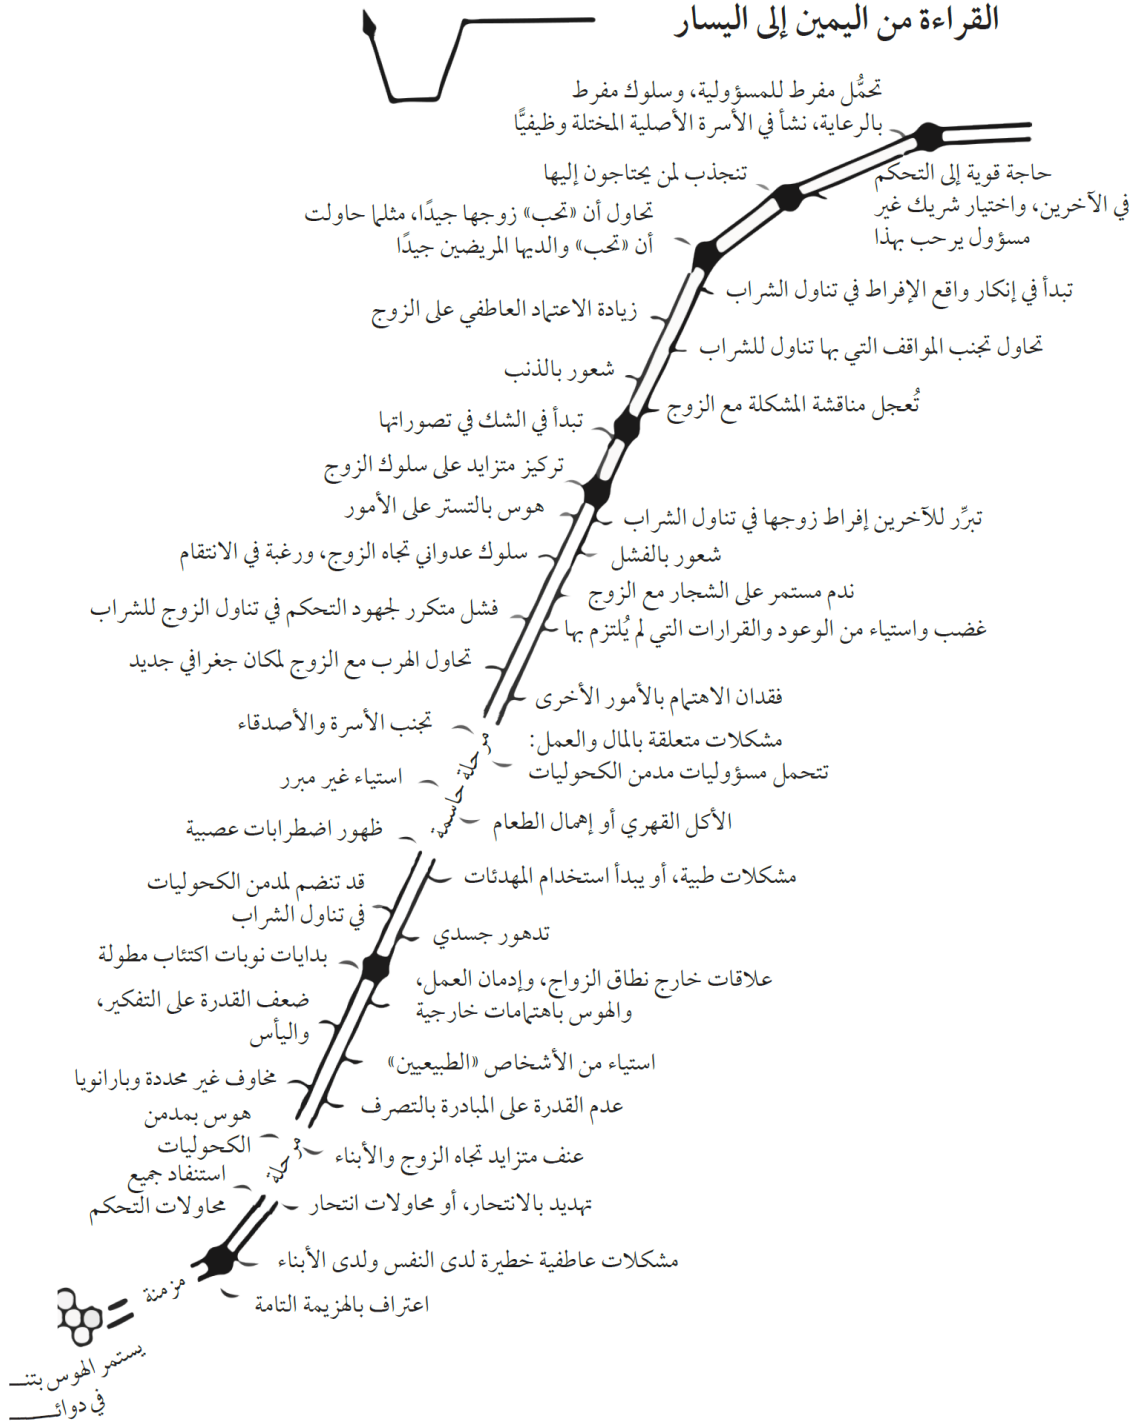 القراءة من اليمين إلى اليسار
تحمُّل مفرط للمسؤولية، وسلوك مفرط
بالرعاية، نشأ في الأسرة الأصلية المختلة وظيفيًّا
حاجة قوية إلى التحكم
في الآخرين، واختيار شريك غير
مسؤول يرحب بهذا
تنجذب لمن يحتاجون إليها
تحاول أن «تحب» زوجها جيدًا، مثلما حاولت
أن «تحب» والديها المريضين جيدًا
تبدأ في إنكار واقع الإفراط في تناول الشراب
زيادة الاعتماد العاطفي على الزوج
تحاول تجنب المواقف التي بها تناول للشراب
شعور بالذنب
تُعجل مناقشة المشكلة مع الزوج
تبدأ في الشك في تصوراتها
تركيز متزايد على سلوك الزوج
هوس بالتستر على الأمور
تبرِّر للآخرين إفراط زوجها في تناول الشراب
سلوك عدواني تجاه الزوج، ورغبة في الانتقام
شعور بالفشل
ندم مستمر على الشجار مع الزوج
فشل متكرر لجهود التحكم في تناول الزوج للشراب
غضب واستياء من الوعود والقرارات التي لم يُلتزم بها
تحاول الهرب مع الزوج لمكان جغرافي جديد
فقدان الاهتمام بالأمور الأخرى
تجنب الأسرة والأصدقاء
مرحلة حاسمة
مشكلات متعلقة بالمال والعمل:
تتحمل مسؤوليات مدمن الكحوليات
استياء غير مبرر
الأكل القهري أو إهمال الطعام
ظهور اضطرابات عصبية
مشكلات طبية، أو يبدأ استخدام المهدئات
قد تنضم لمدمن الكحوليات
في تناول الشراب
تدهور جسدي
بدايات نوبات اكتئاب مطولة
علاقات خارج نطاق الزواج، وإدمان العمل،
والهوس باهتمامات خارجية
ضعف القدرة على التفكير،
واليأس
استياء من الأشخاص «الطبيعيين»
مخاوف غير محددة وبارانويا
عدم القدرة على المبادرة بالتصرف
هوس بمدمن
الكحوليات
مرحلة
عنف متزايد تجاه الزوج والأبناء
استنفاد جميع
محاولات التحكم
تهديد بالانتحار، أو محاولات انتحار
مشكلات عاطفية خطيرة لدى النفس ولدى الأبناء
مزمنة
اعتراف بالهزيمة التامة
يستمر الهوس
في